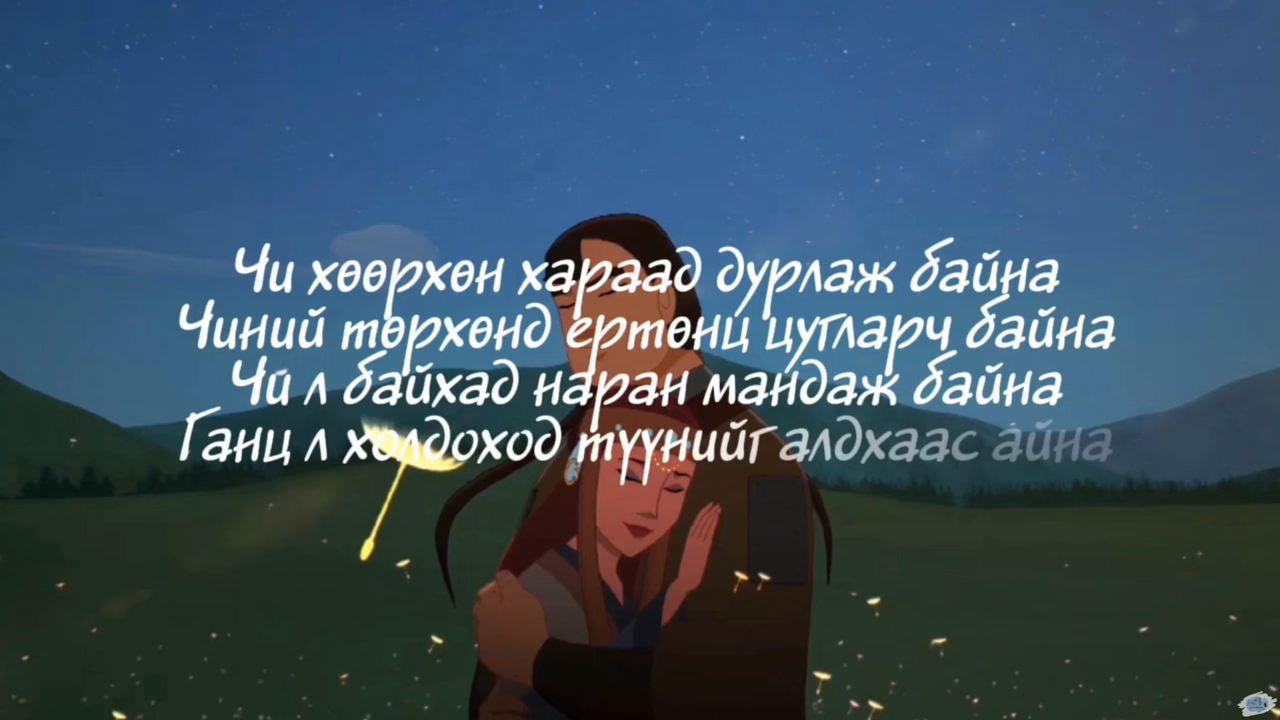 Чи хөөрхөн хараад дурлаж байна
Чиний төрхөнд ертөнц цугларч байна
Чи л байхад наран мандаж байна
Ганц л холдоход түүнийг алдхаас айна